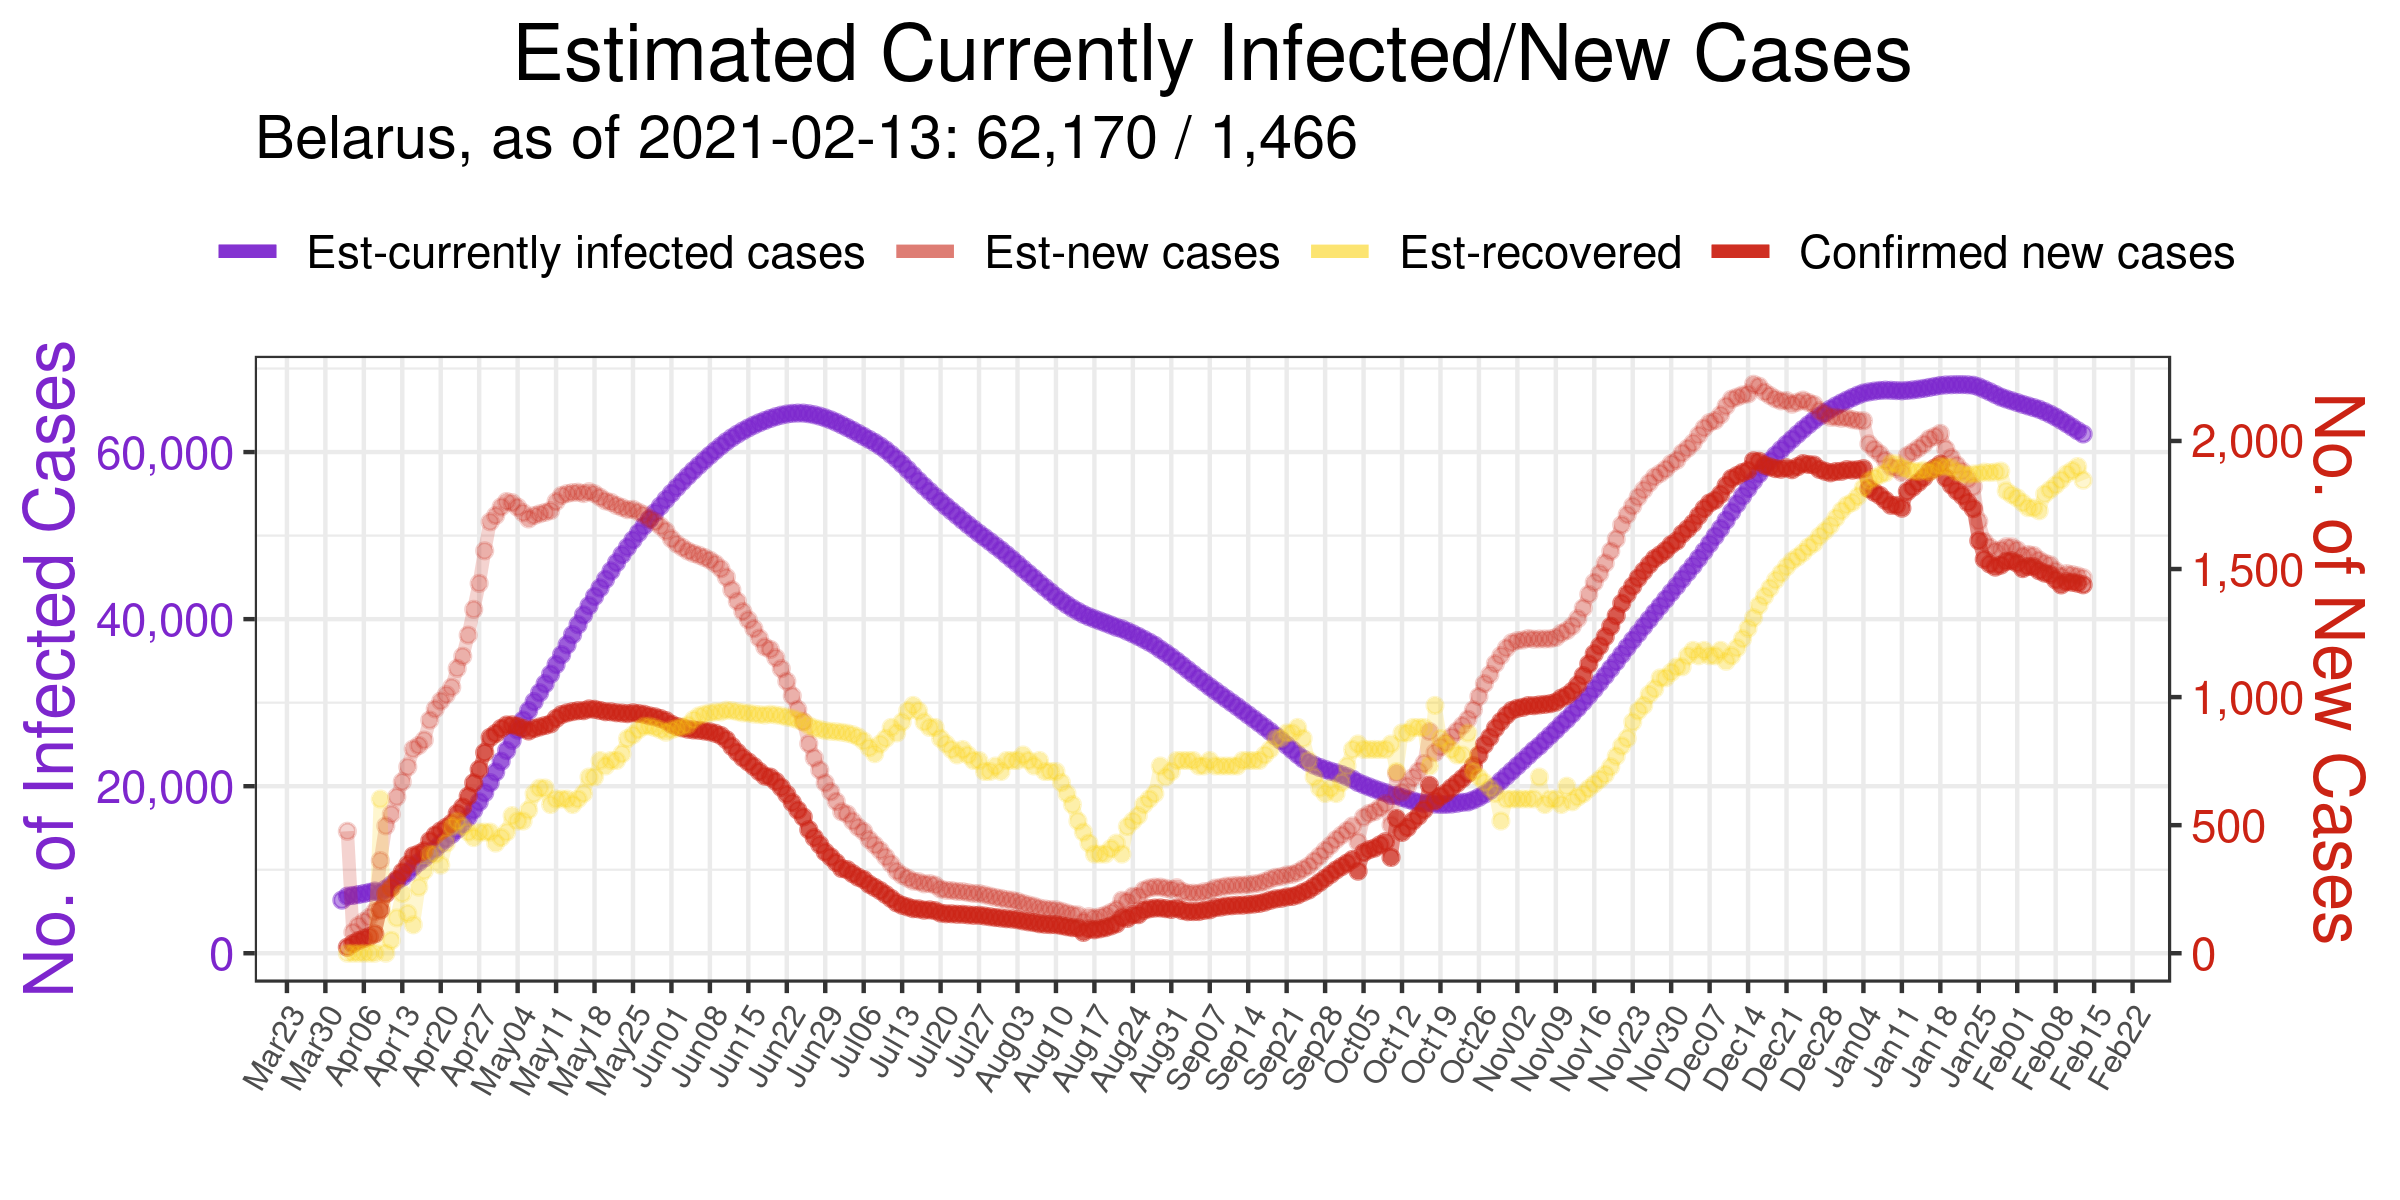 Estimated Currently Infected/New Cases
Belarus, as of 2021-02-13: 62,170 / 1,466
Est-currently infected cases
Est-new cases
Est-recovered
Confirmed new cases
No. of Infected Cases
60,000
40,000
20,000
0
2,000
1,500
1,000
500
0
No. of New Cases
Mar23
Mar30
Apr06
Apr13
Apr20
Apr27
May04
May11
May18
May25
Jun01
Jun08
Jun15
Jun22
Jun29
Jul06
Jul13
Jul20
Jul27
Aug03
Aug10
Aug17
Aug24
Aug31
Sep07
Sep14
Sep21
Sep28
Oct05
Oct12
Oct19
Oct26
Nov02
Nov09
Nov16
Nov23
Nov30
Dec07
Dec14
Dec21
Dec28
Jan04
Jan11
Jan18
Jan25
Feb01
Feb08
Feb15
Feb22